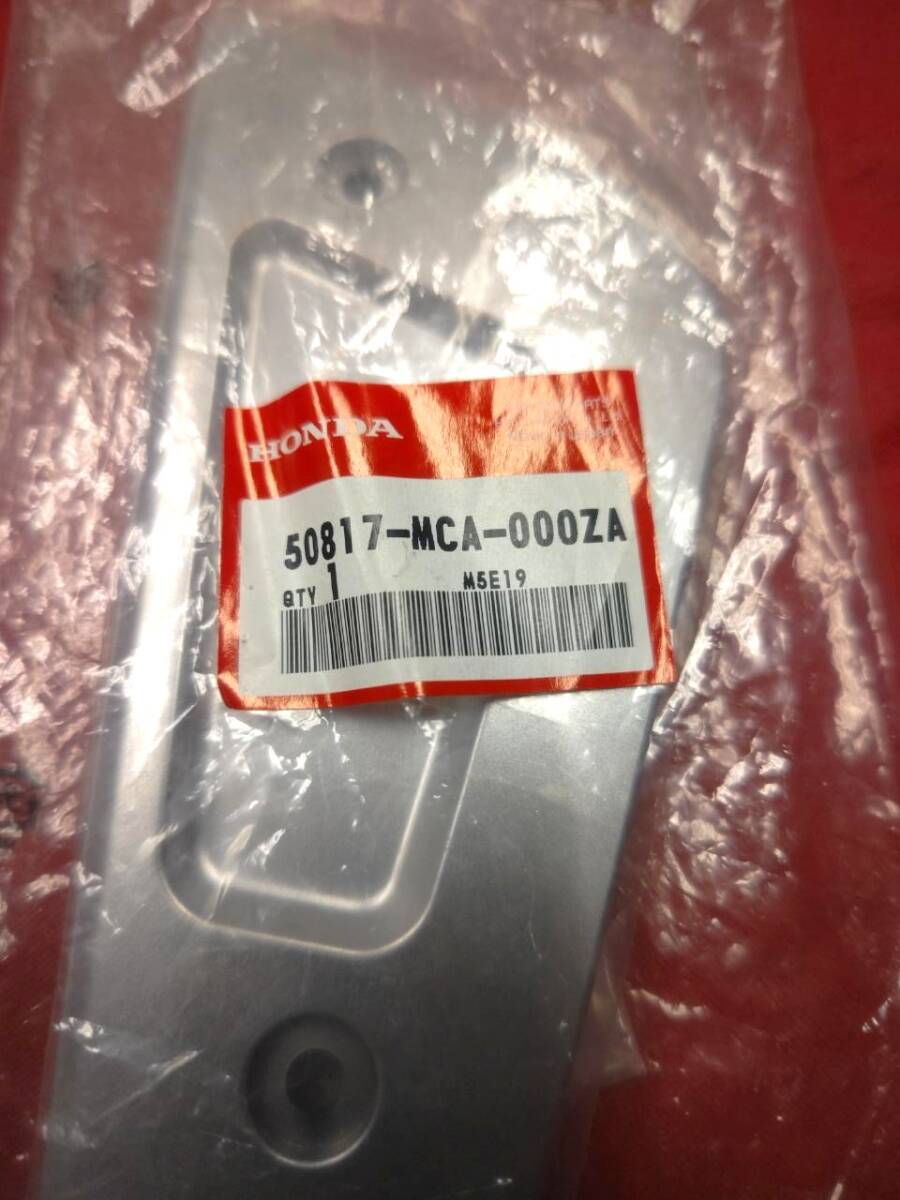 HONDA
50817-MCA-000ZA
QTY 1 M5E19